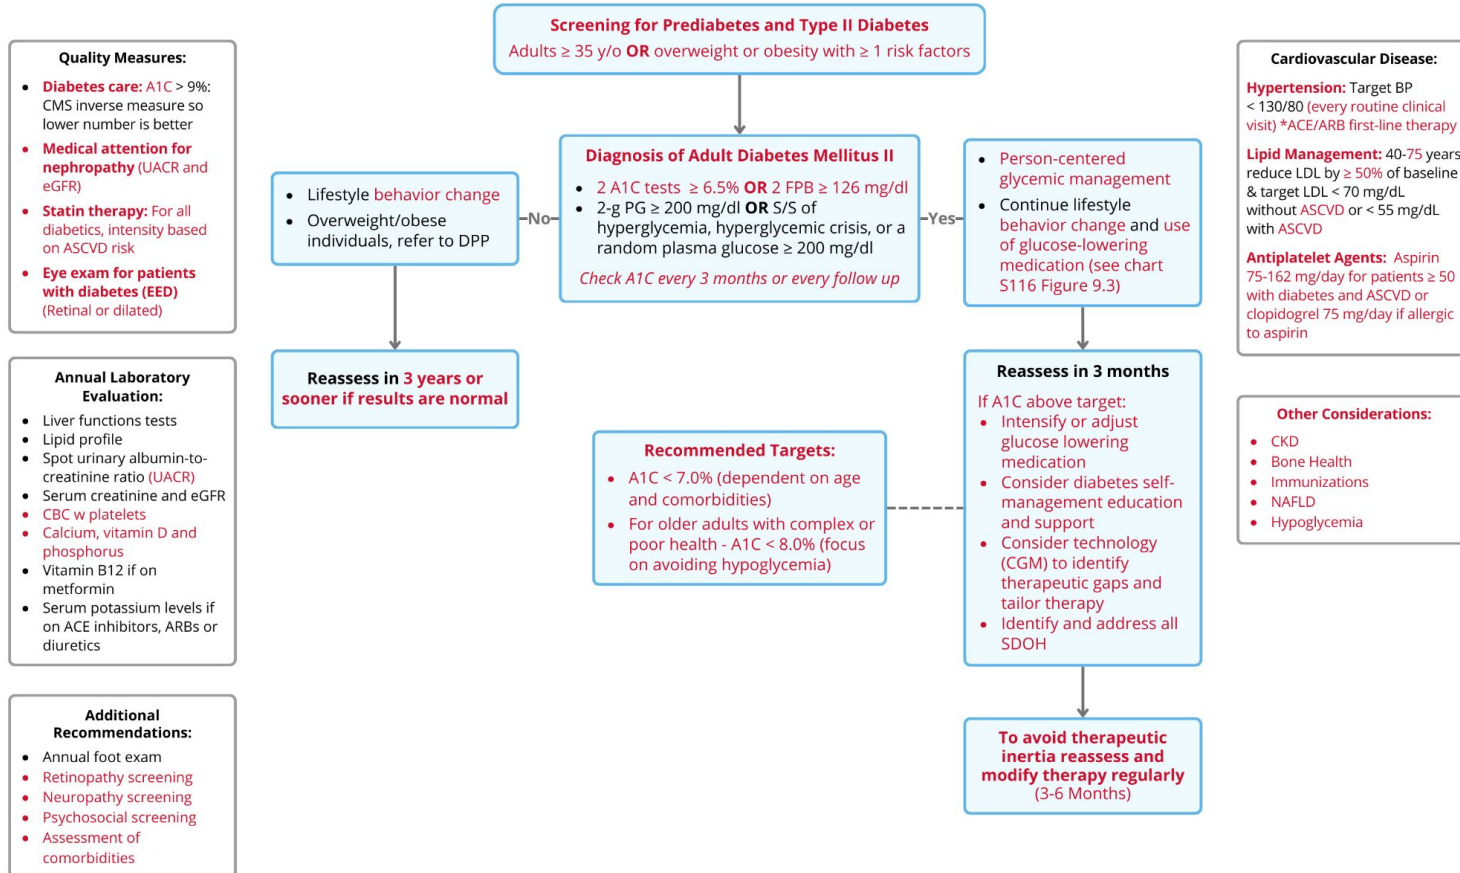 Screening for Prediabetes and Type II Diabetes
Adults ≥ 35 y/o OR overweight or obesity with ≥ 1 risk factors
Quality Measures:
Diabetes care: A1C > 9%:
CMS inverse measure so
lower number is better
Medical attention for
nephropathy (UACR and
eGFR)
Statin therapy: For all
diabetics, intensity based
on ASCVD risk
Eye exam for patients
with diabetes (EED)
(Retinal or dilated)
Annual Laboratory
Evaluation:
Liver functions tests
Lipid profile
Spot urinary albumin-to-
creatinine ratio (UACR)
Serum creatinine and eGFR
CBC w platelets
Calcium, vitamin D and
phosphorus
Vitamin B12 if on
metformin
Serum potassium levels if
on ACE inhibitors, ARBs or
diuretics
Additional
Recommendations:
Annual foot exam
Retinopathy screening
Neuropathy screening
Psychosocial screening
Assessment of
comorbidities
Lifestyle behavior change
Overweight/obese
individuals, refer to DPP
No
Reassess in 3 years or
sooner if results are normal
Diagnosis of Adult Diabetes Mellitus II
2 A1C tests ≥ 6.5% OR 2 FPB ≥ 126 mg/dl
2-g PG ≥ 200 mg/dl OR S/S of
hyperglycemia, hyperglycemic crisis, or a
random plasma glucose ≥ 200 mg/dl
Check A1C every 3 months or every follow up
Yes
Person-centered
glycemic management
Continue lifestyle
behavior change and use
of glucose-lowering
medication (see chart
S116 Figure 9.3)
Reassess in 3 months
If A1C above target:
Intensify or adjust
glucose lowering
medication
Consider diabetes self-
management education
and support
Consider technology
(CGM) to identify
therapeutic gaps and
tailor therapy
Identify and address all
SDOH
Recommended Targets:
A1C < 7.0% (dependent on age
and comorbidities)
For older adults with complex or
poor health - A1C < 8.0% (focus
on avoiding hypoglycemia)
To avoid therapeutic
inertia reassess and
modify therapy regularly
(3-6 Months)
Cardiovascular Disease:
Hypertension: Target BP
< 130/80 (every routine clinical
visit) *ACE/ARB first-line therapy
Lipid Management: 40-75 years
reduce LDL by ≥ 50% of baseline
& target LDL < 70 mg/dL
without ASCVD or < 55 mg/dL
with ASCVD
Antiplatelet Agents: Aspirin
75-162 mg/day for patients ≥ 50
with diabetes and ASCVD or
clopidogrel 75 mg/day if allergic
to aspirin
Other Considerations:
CKD
Bone Health
Immunizations
NAFLD
Hypoglycemia